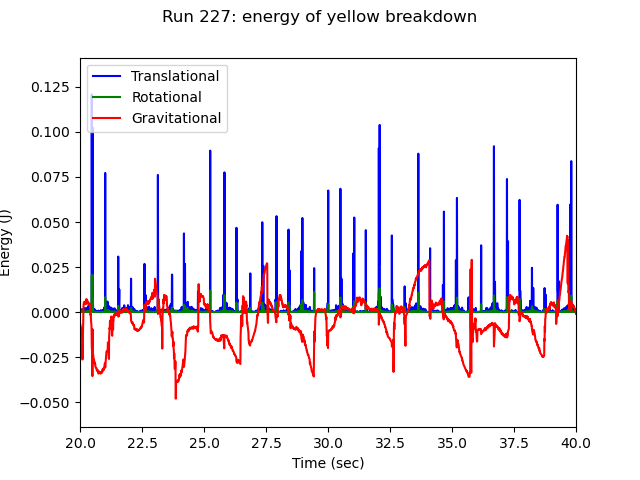 Run 227: energy of yellow breakdown
Translational
Rotational
Gravitational
0.125
0.100
0.075
0.050
0.025
0.000
−0.025
−0.050
Energy (J)
20.0 22.5 25.0 27.5 30.0 32.5 35.0 37.5 40.0
Time (sec)